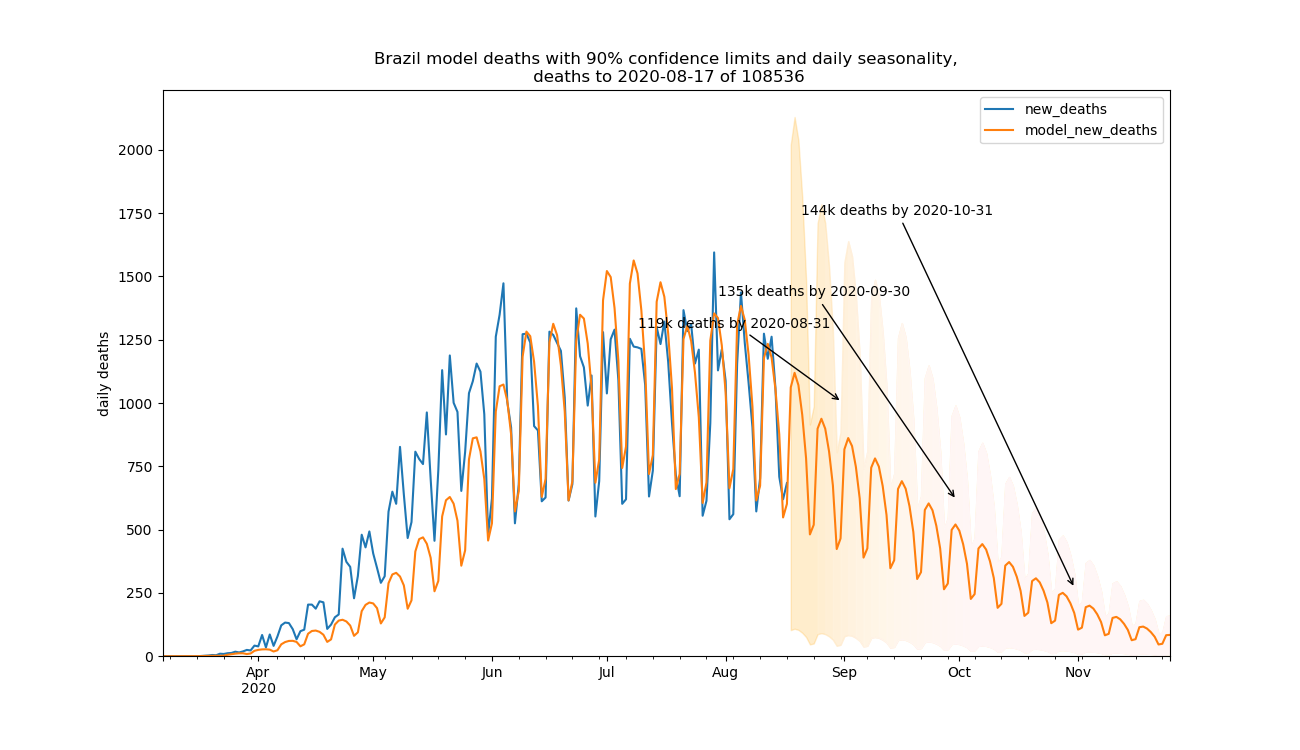 Brazil model deaths with 90% confidence limits and daily seasonality,
deaths to 2020-08-17 of 108536
new_deaths
model_new_deaths
daily deaths
2000
1750
1500
1250
1000
750
500
250
0
144k deaths by 2020-10-31
135k deaths by 2020-09-30
119k deaths by 2020-08-31
Apr
2020
May
Jun
Jul
Aug
Sep
Oct
Nov